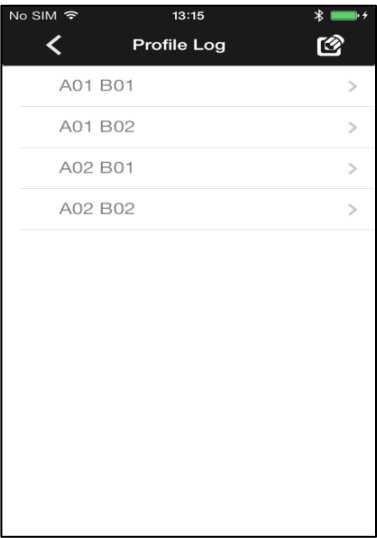 No SIM 13:15
Profile Log
A01 B01
A01 B02
A02 B01
A02 B02